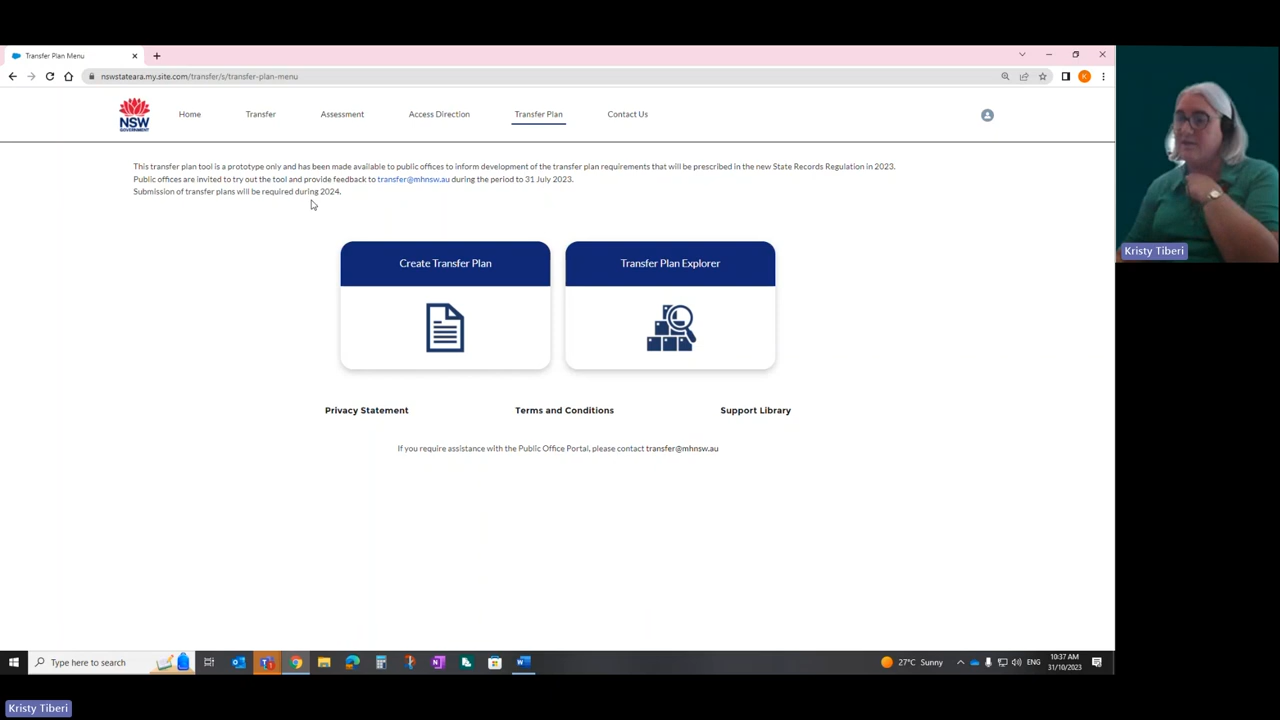 Transfer Plan Menu
nswstateara.my.site.com/transfer/s/transfer-plan-menu
K
NSW
GOVERNMENT
Home
Transfer
Assessment
Access Direction
Transfer Plan
Contact Us
This transfer plan tool is a prototype only and has been made available to public offices to inform development of the transfer plan requirements that will be prescribed in the new State Records Regulation in 2023.
Public offices are invited to try out the tool and provide feedback to transfer@mhnsw.au during the period to 31 July 2023.
Submission of transfer plans will be required during 2024.
Create Transfer Plan
Transfer Plan Explorer
Privacy Statement
Terms and Conditions
Support Library
If you require assistance with the Public Office Portal, please contact transfer@mhnsw.au
Kristy Tiberi
Type here to search
27°C Sunny
ENG
10:37 AM
31/10/2023
Kristy Tiberi